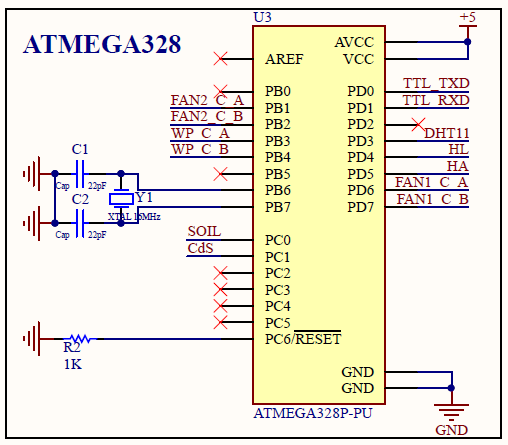 U3
+5
ATMEGA328
AVCC
AREF
VCC
PB0
PD0
TTL_TXD
FAN2_C_A
PB1
PD1
TTL_RXD
FAN2_C_B
PB2
PD2
WP_C_A
PB3
PD3
DHT11
WP_C_B
PB4
PD4
HL
C1
PB5
PD5
HA
Cap
22pF
PB6
PD6
FAN1_C_A
Y1
C2
PB7
PD7
FAN1_C_B
XTAL 16MHz
Cap
22pF
SOIL
PC0
CdS
PC1
PC2
PC3
PC4
PC5
PC6/RESET
R2
1K
GND
GND
ATMEGA328P-PU
GND